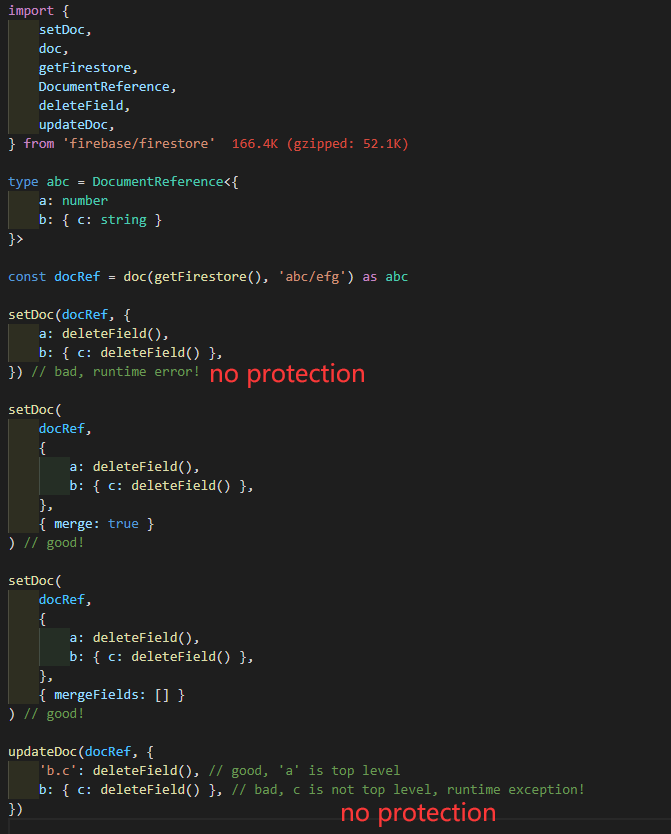 import {
    setDoc,
    doc,
    getFirestore,
    DocumentReference,
    deleteField,
    updateDoc,
} from 'firebase/firestore'  166.4K (gzipped: 52.1K)

type abc = DocumentReference<{
    a: number
    b: { c: string }
}>

const docRef = doc(getFirestore(), 'abc/efg') as abc

setDoc(docRef, {
    a: deleteField(),
    b: { c: deleteField() },
}) // bad, runtime error! no protection

setDoc(
    docRef,
    {
        a: deleteField(),
        b: { c: deleteField() },
    },
    { merge: true }
) // good!

setDoc(
    docRef,
    {
        a: deleteField(),
        b: { c: deleteField() },
    },
    { mergeFields: [] }
) // good!

updateDoc(docRef, {
    'b.c': deleteField(), // good, 'a' is top level
    b: { c: deleteField() }, // bad, c is not top level, runtime exception!
}) no protection